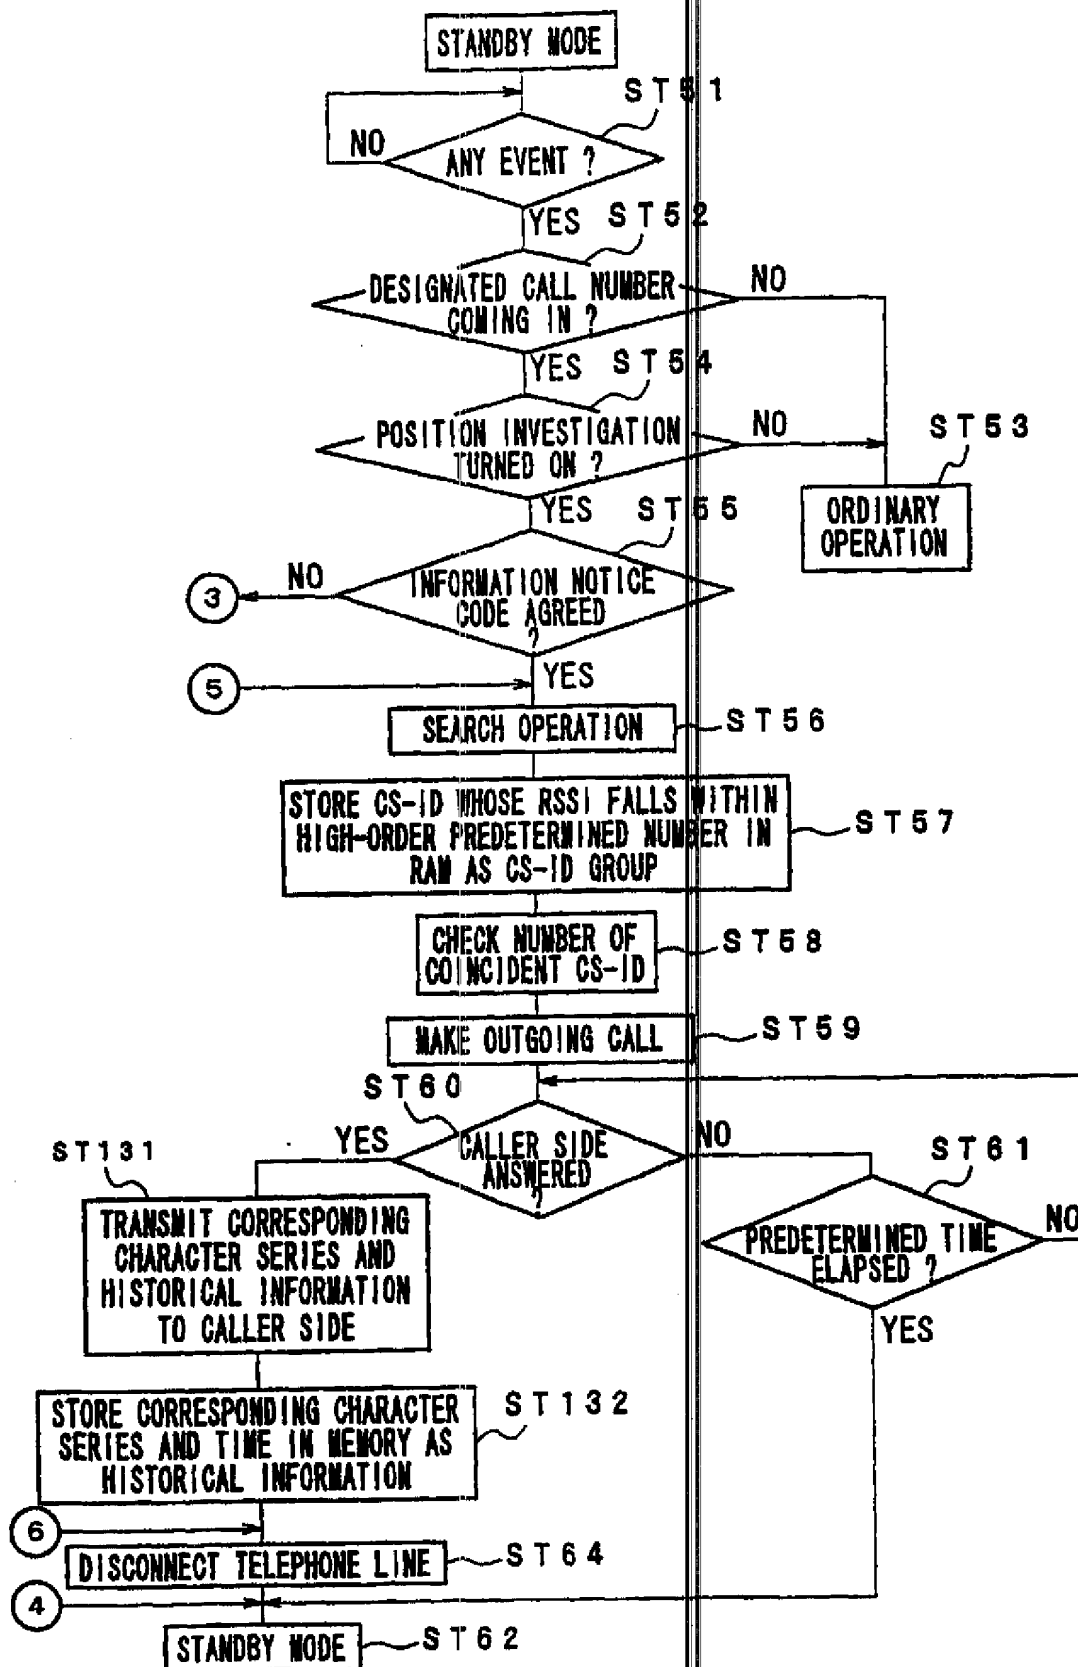 STANDBY MODE
ST51
NO
ANY EVENT ?
YES
ST52
DESIGNATED CALL NUMBER
COMING IN ?
NO
YES
ST54
POSITION INVESTIGATION
TURNED ON ?
NO
ST53
ORDINARY
OPERATION
YES
ST55
NO
INFORMATION NOTICE
CODE AGREED
?
3
YES
5
SEARCH OPERATION
ST56
STORE CS-ID WHOSE RSSI FALLS WITHIN
HIGH-ORDER PREDETERMINED NUMBER IN
RAM AS CS-ID GROUP
ST57
CHECK NUMBER OF
COINCIDENT CS-ID
ST58
MAKE OUTGOING CALL
ST59
ST60
YES
CALLER SIDE
ANSWERED
?
NO
ST131
ST61
TRANSMIT CORRESPONDING
CHARACTER SERIES AND
HISTORICAL INFORMATION
TO CALLER SIDE
PREDETERMINED TIME
ELAPSED ?
NO
YES
STORE CORRESPONDING CHARACTER
SERIES AND TIME IN MEMORY AS
HISTORICAL INFORMATION
ST132
6
DISCONNECT TELEPHONE LINE
ST64
4
STANDBY MODE
ST62